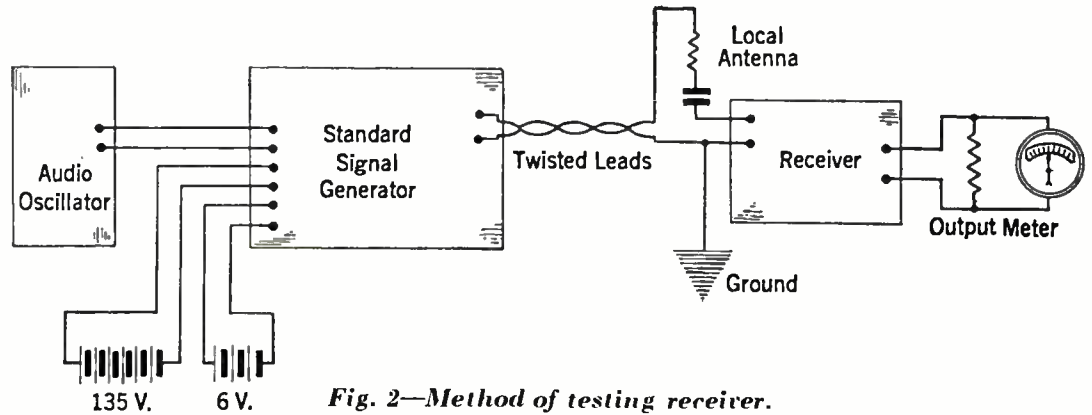 Local
Antenna
Audio
Oscillator
Standard
Signal
Generator
Twisted Leads
Receiver
Output Meter
Ground
135 V.
6 V.
Fig. 2—Method of testing receiver.